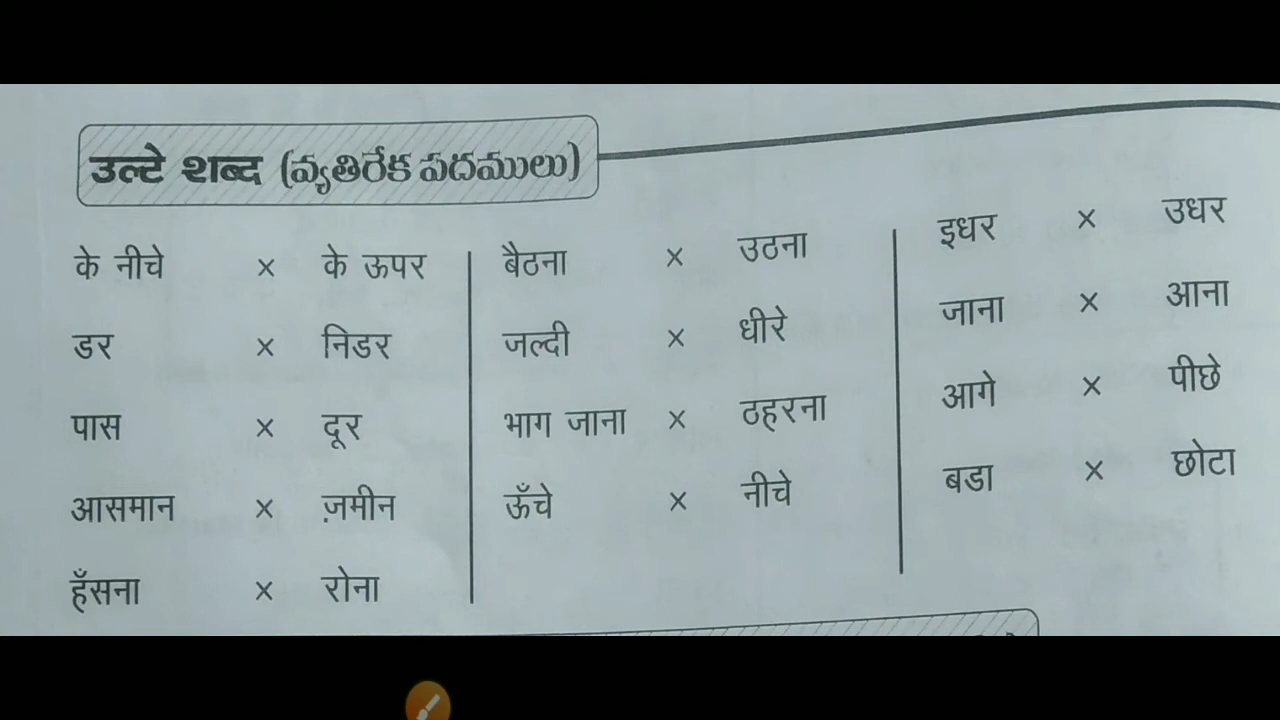 उल्टे शब्द (వ్యతిరేక పదములు)
के नीचे × के ऊपर
डर × निडर
पास × दूर
आसमान × ज़मीन
हँसना × रोना
बैठना × उठना
जल्दी × धीरे
भाग जाना × ठहरना
ऊँचे × नीचे
इधर × उधर
जाना × आना
आगे × पीछे
बडा × छोटा